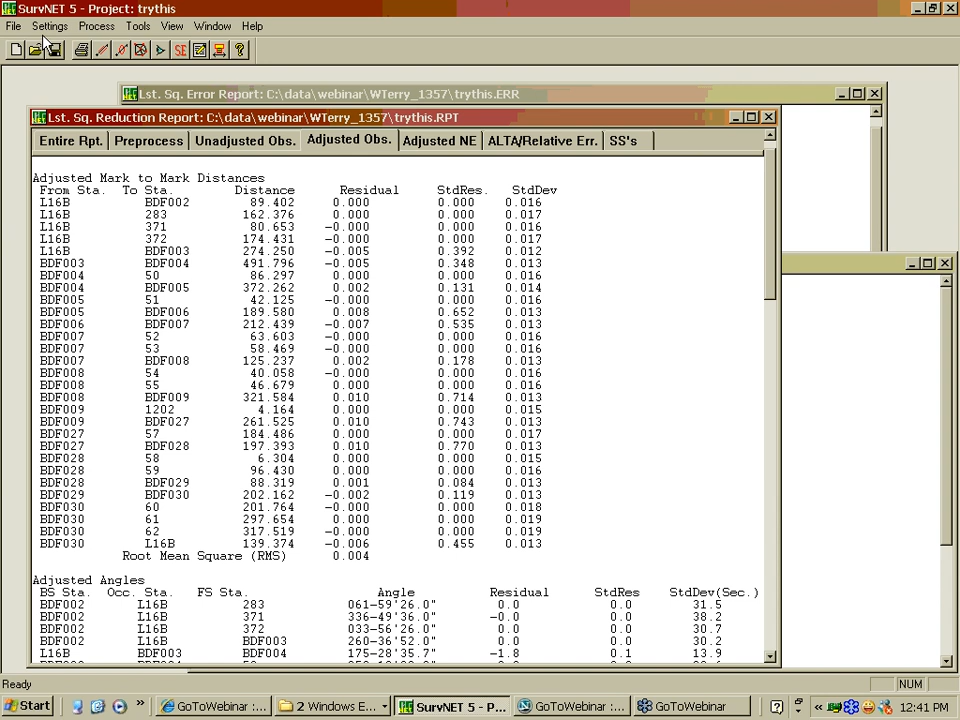 SurvNET 5 - Project: trythis
File Settings Process Tools View Window Help
SE
Lst. Sq. Error Report: C:\data\webinar\WTerry_1357\trythis.ERR
Lst. Sq. Reduction Report: C:\data\webinar\WTerry_1357\trythis.RPT
Entire Rpt. Preprocess Unadjusted Obs. Adjusted Obs. Adjusted NE ALTA/Relative Err. SS's
Adjusted Mark to Mark Distances
From Sta. To Sta. Distance Residual StdRes. StdDev
L16B BDF002 89.402 0.000 0.000 0.016
L16B 283 162.376 0.000 0.000 0.017
L16B 371 80.653 -0.000 0.000 0.016
L16B 372 174.431 -0.000 0.000 0.017
L16B BDF003 274.250 -0.005 0.392 0.012
BDF003 BDF004 491.796 -0.005 0.348 0.013
BDF004 50 86.297 0.000 0.000 0.016
BDF004 BDF005 372.262 0.002 0.131 0.014
BDF005 51 42.125 -0.000 0.000 0.016
BDF005 BDF006 189.580 0.008 0.652 0.013
BDF006 BDF007 212.439 -0.007 0.535 0.013
BDF007 52 63.603 -0.000 0.000 0.016
BDF007 53 58.469 -0.000 0.000 0.016
BDF007 BDF008 125.237 0.002 0.178 0.013
BDF008 54 40.058 -0.000 0.000 0.016
BDF008 55 46.679 0.000 0.000 0.016
BDF008 BDF009 321.584 0.010 0.714 0.013
BDF009 1202 4.164 0.000 0.000 0.015
BDF009 BDF027 261.525 0.010 0.743 0.013
BDF027 57 184.486 0.000 0.000 0.017
BDF027 BDF028 197.393 0.010 0.770 0.013
BDF028 58 6.304 0.000 0.000 0.015
BDF028 59 96.430 0.000 0.000 0.016
BDF028 BDF029 88.319 0.001 0.084 0.013
BDF029 BDF030 202.162 -0.002 0.119 0.013
BDF030 60 201.764 -0.000 0.000 0.018
BDF030 61 297.654 0.000 0.000 0.019
BDF030 62 317.519 -0.000 0.000 0.019
BDF030 L16B 139.374 -0.006 0.455 0.013
Root Mean Square (RMS) 0.004
Adjusted Angles
BS Sta. Occ. Sta. FS Sta. Angle Residual StdRes StdDev(Sec.)
BDF002 L16B 283 061-59'26.0" 0.0 0.0 31.5
BDF002 L16B 371 336-49'36.0" -0.0 0.0 38.2
BDF002 L16B 372 033-56'26.0" 0.0 0.0 30.7
BDF002 L16B BDF003 260-36'52.0" 0.0 0.0 30.2
L16B BDF003 BDF004 175-28'35.7" -1.8 0.1 13.9
Ready NUM
Start GoToWebinar :... 2 Windows E... SurvNET 5 - P... GoToWebinar :... GoToWebinar 12:41 PM